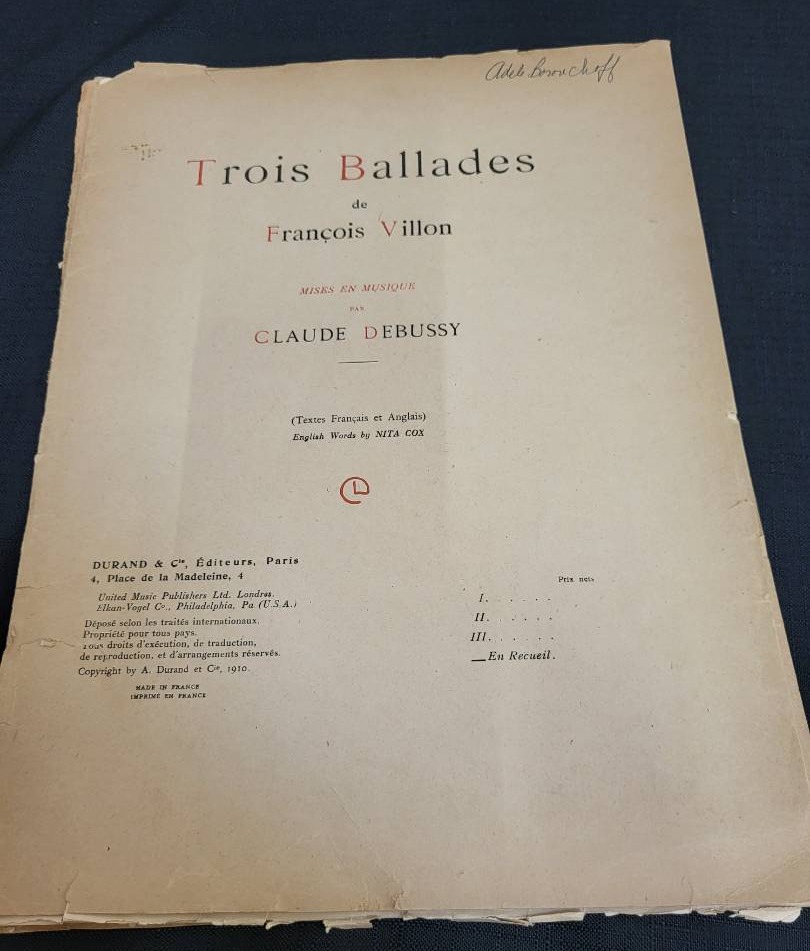 Trois Ballades
de
François Villon
MISES EN MUSIQUE
PAR
CLAUDE DEBUSSY
(Textes Français et Anglais)
English Words by NITA COX
DURAND & Cie, Éditeurs, Paris
4, Place de la Madeleine, 4
United Music Publishers Ltd. Londres.
Elkan-Vogel Co., Philadelphia, Pa (U.S.A.)
Déposé selon les traités internationaux.
Propriété pour tous pays.
Tous droits d'exécution, de traduction,
de reproduction, et d'arrangements réservés.
Copyright by A. Durand et Cie, 1910.
MADE IN FRANCE
IMPRIMÉ EN FRANCE
Prix nets
I. . . . . .
II. . . . . .
III. . . . . .
En Recueil.